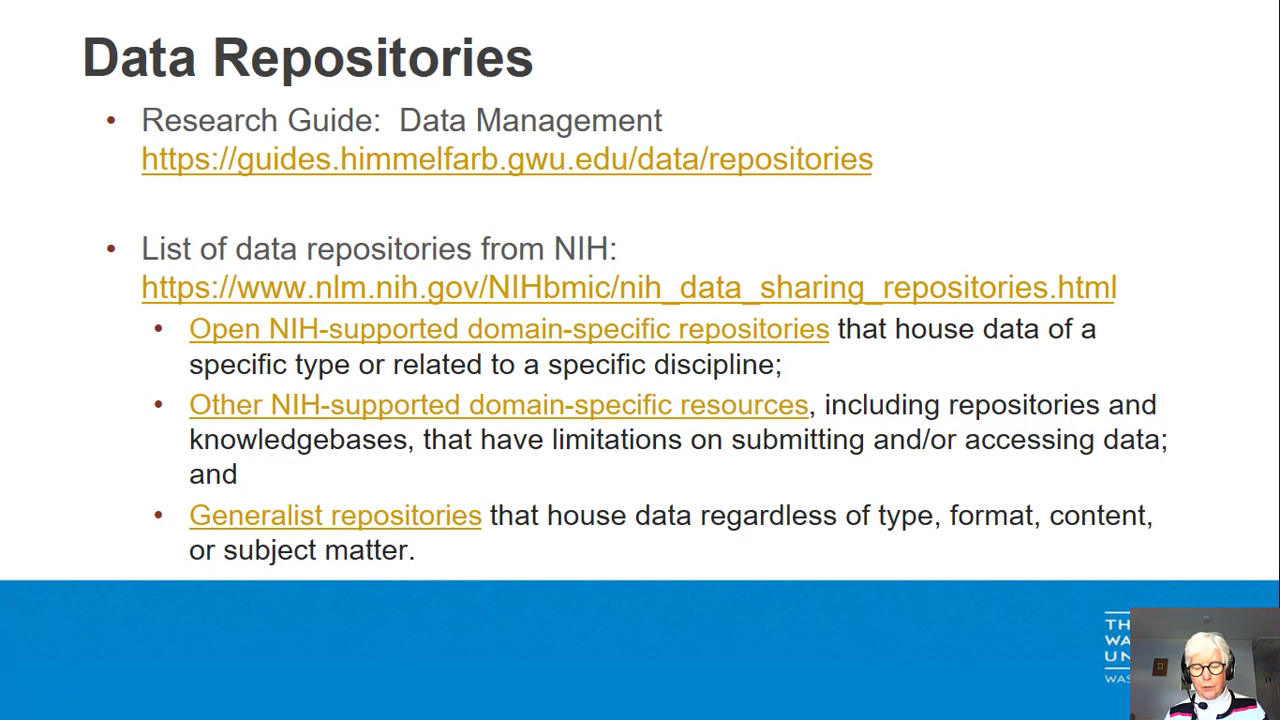 Data Repositories
• Research Guide:  Data Management
https://guides.himmelfarb.gwu.edu/data/repositories
• List of data repositories from NIH:
https://www.nlm.nih.gov/NIHbmic/nih_data_sharing_repositories.html
• Open NIH-supported domain-specific repositories that house data of a
specific type or related to a specific discipline;
• Other NIH-supported domain-specific resources, including repositories and
knowledgebases, that have limitations on submitting and/or accessing data;
and
• Generalist repositories that house data regardless of type, format, content,
or subject matter.
TH
WA
UN
WAS